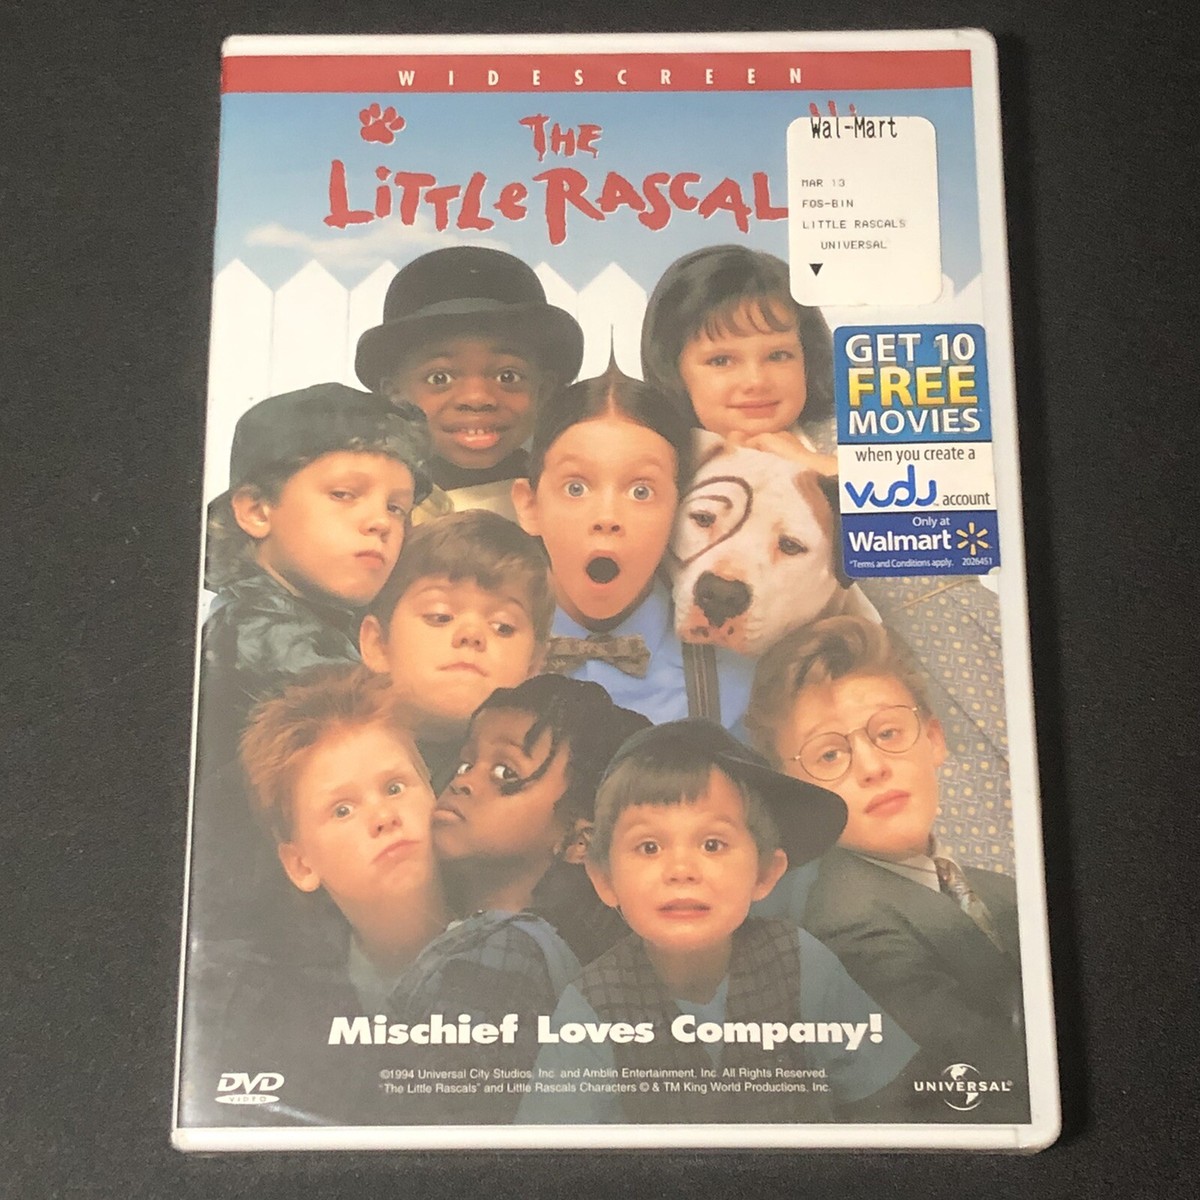 WIDESCREEN
THE
LITTLE RASCAL
Wal-Mart
MAR 13
FOS-BIN
LITTLE RASCALS
UNIVERSAL
GET 10
FREE
MOVIES
when you create a
vudu account
Only at
Walmart
*Terms and Conditions apply. 2026451
Mischief Loves Company!
©1994 Universal City Studios, Inc. and Amblin Entertainment, Inc. All Rights Reserved.
"The Little Rascals" and Little Rascals Characters © & TM King World Productions, Inc.
DVD
VIDEO
UNIVERSAL®